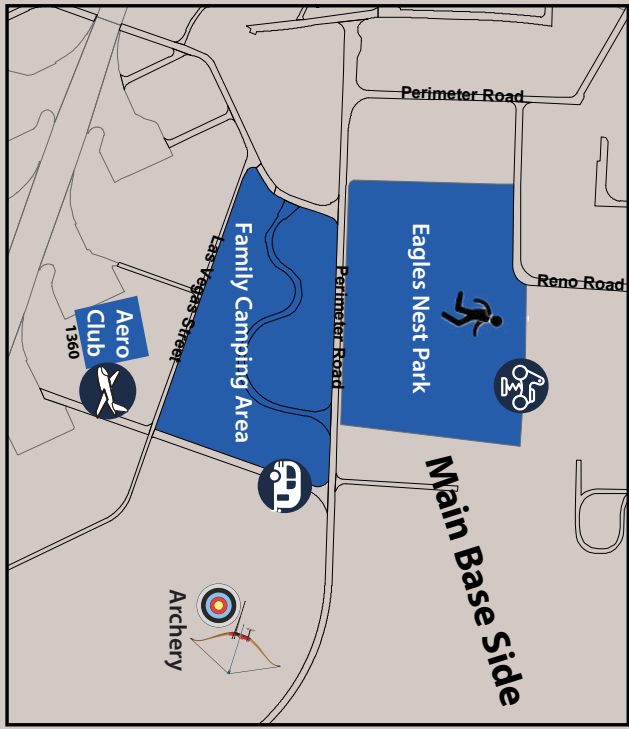 Perimeter Road
Reno Road
Eagles Nest Park
Perimeter Road
Family Camping Area
Las Vegas Street
Aero
Club
1360
Main Base Side
Archery